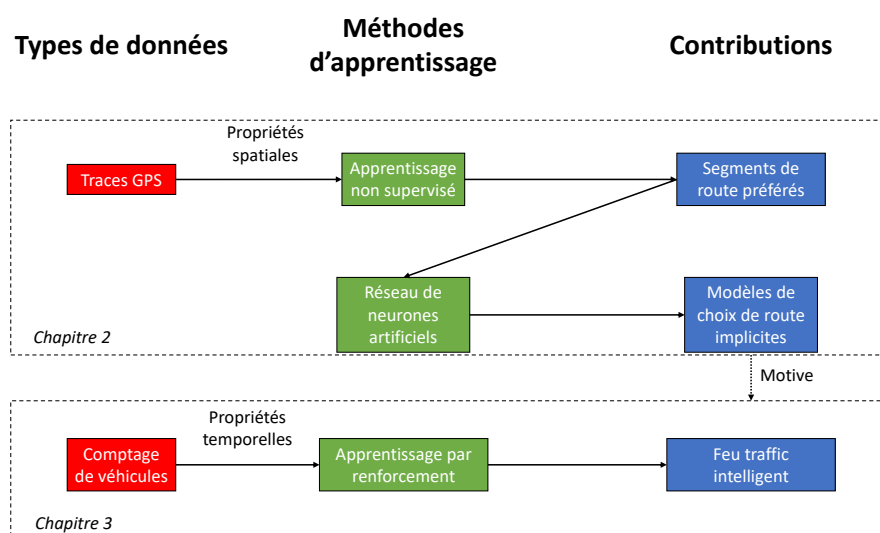 Types de données
Méthodes
d'apprentissage
Contributions
Propriétés
spatiales
Traces GPS
Apprentissage
non supervisé
Segments de
route préférés
Réseau de
neurones
artificiels
Modèles de
choix de route
implicites
Chapitre 2
Motive
Propriétés
temporelles
Comptage
de véhicules
Apprentissage par
renforcement
Feu traffic
intelligent
Chapitre 3